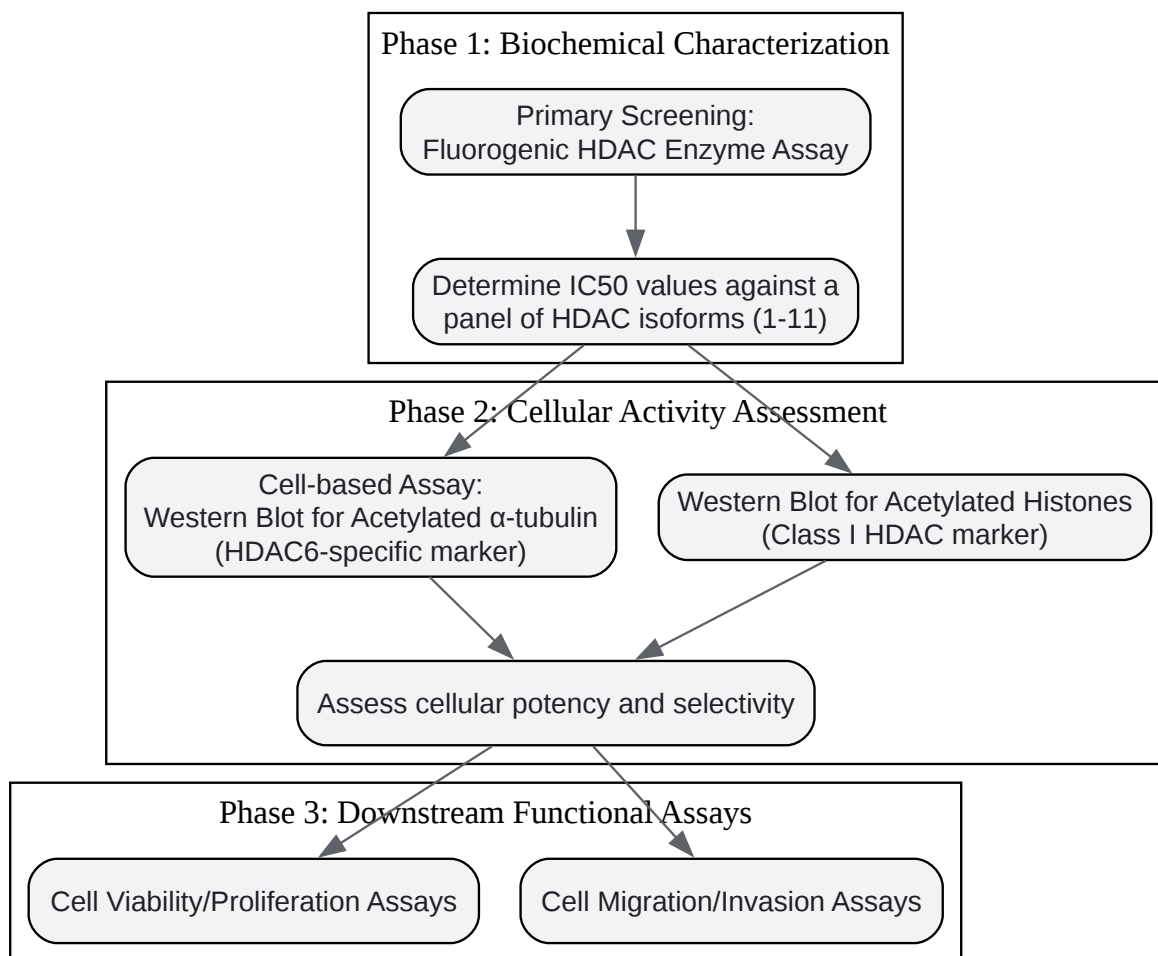 Phase 1: Biochemical Characterization
Primary Screening:
Fluorogenic HDAC Enzyme Assay
Determine IC50 values against a
panel of HDAC isoforms (1-11)
Phase 2: Cellular Activity Assessment
Cell-based Assay:
Western Blot for Acetylated α-tubulin
(HDAC6-specific marker)
Western Blot for Acetylated Histones
(Class I HDAC marker)
Assess cellular potency and selectivity
Phase 3: Downstream Functional Assays
Cell Viability/Proliferation Assays
Cell Migration/Invasion Assays